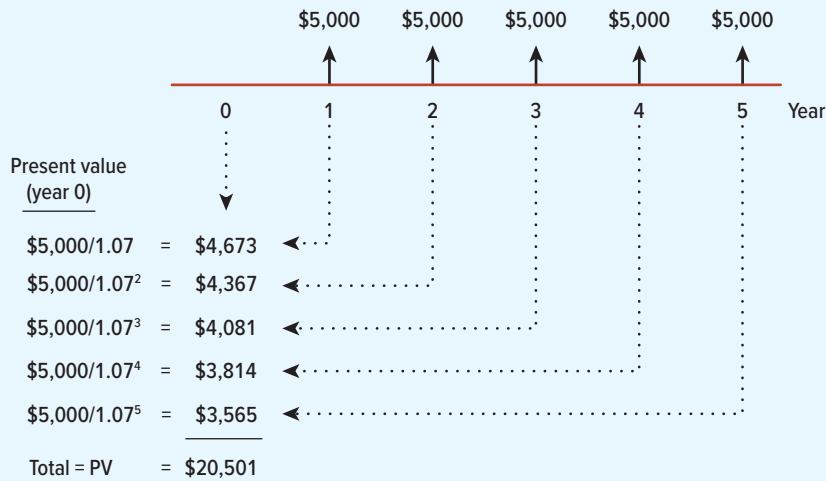 $5,000 $5,000 $5,000 $5,000 $5,000
0 1 2 3 4 5 Year
Present value
(year 0)
$5,000/1.07 = $4,673
$5,000/1.07² = $4,367
$5,000/1.07³ = $4,081
$5,000/1.07⁴ = $3,814
$5,000/1.07⁵ = $3,565
Total = PV = $20,501